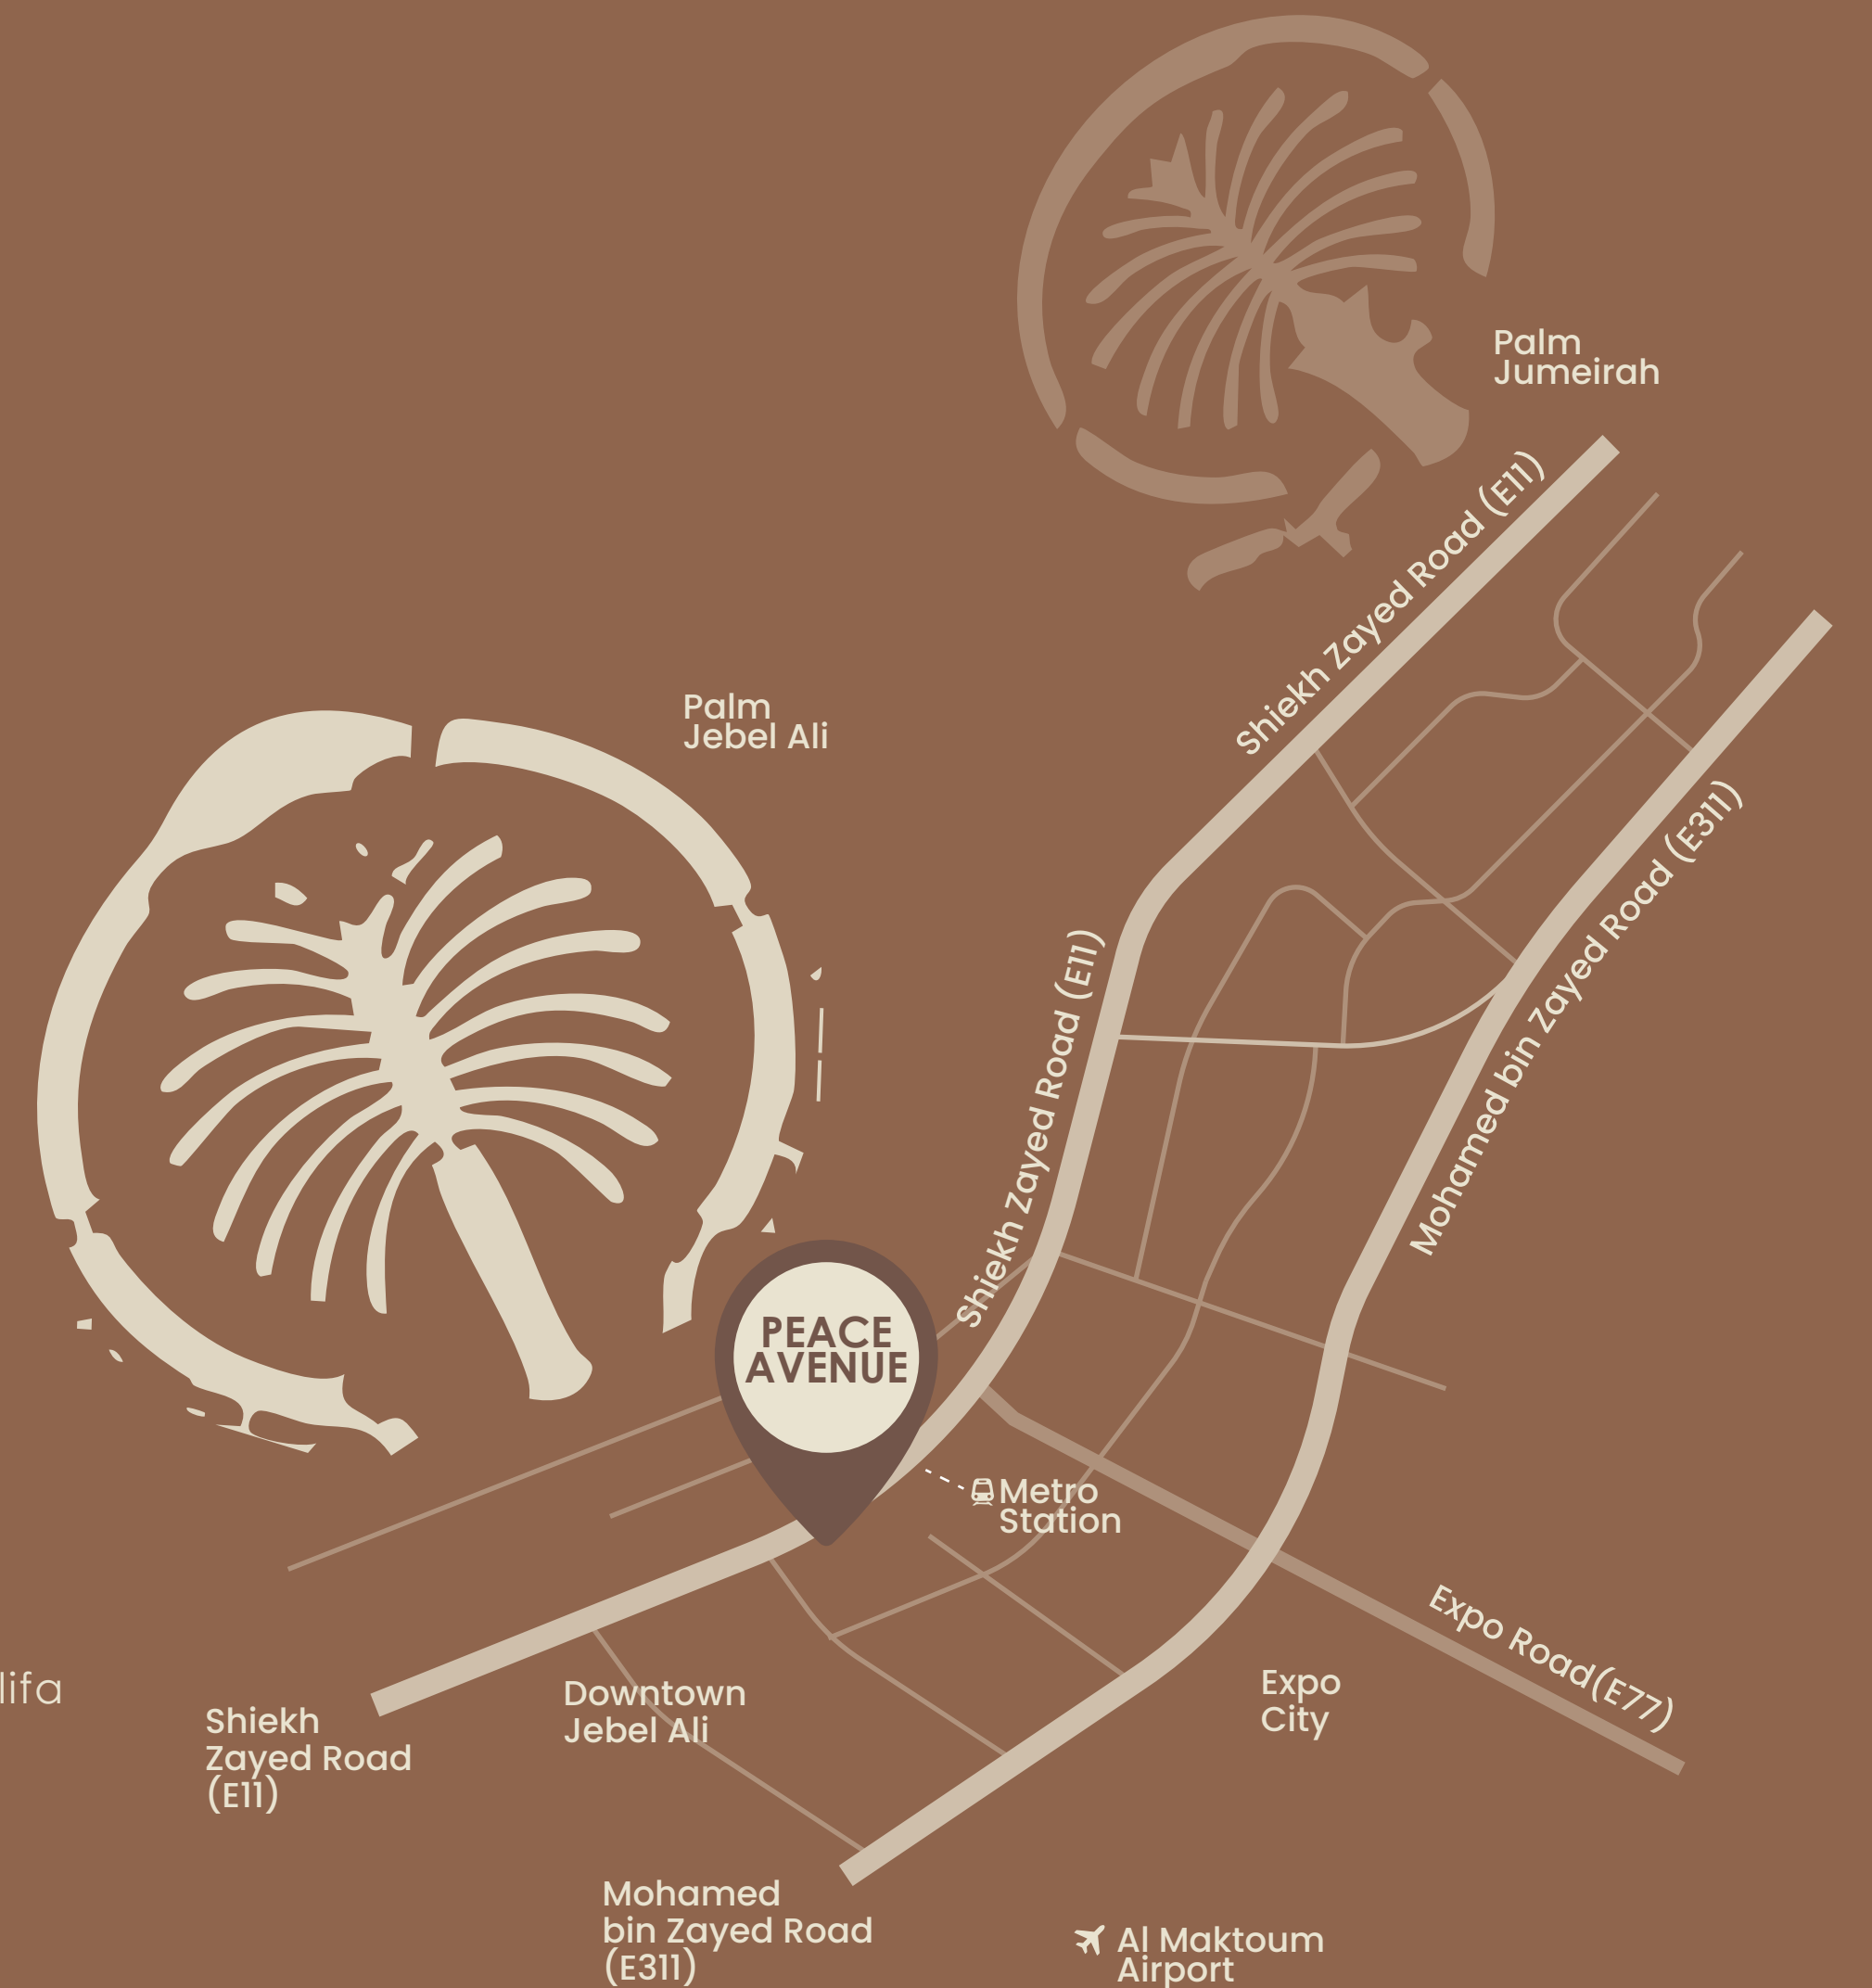 Palm
Jumeirah
Shiekh Zayed Road (E11)
Palm
Jebel Ali
Mohamed bin Zayed Road (E311)
Shiekh Zayed Road (E11)
PEACE
AVENUE
Metro
Station
Expo Road(E77)
lifa
Shiekh
Zayed Road
(E11)
Downtown
Jebel Ali
Expo
City
Mohamed
bin Zayed Road
(E311)
Al Maktoum
Airport